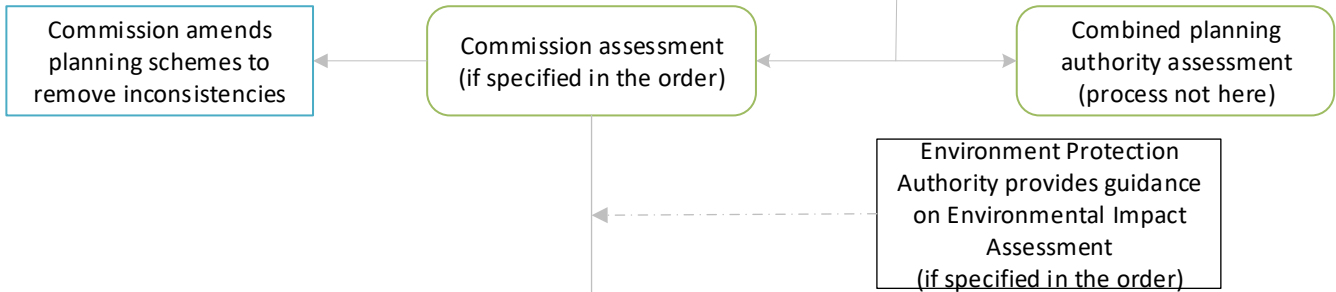 Commission amends
planning schemes to
remove inconsistencies
Commission assessment
(if specified in the order)
Combined planning
authority assessment
(process not here)
Environment Protection
Authority provides guidance
on Environmental Impact
Assessment
(if specified in the order)